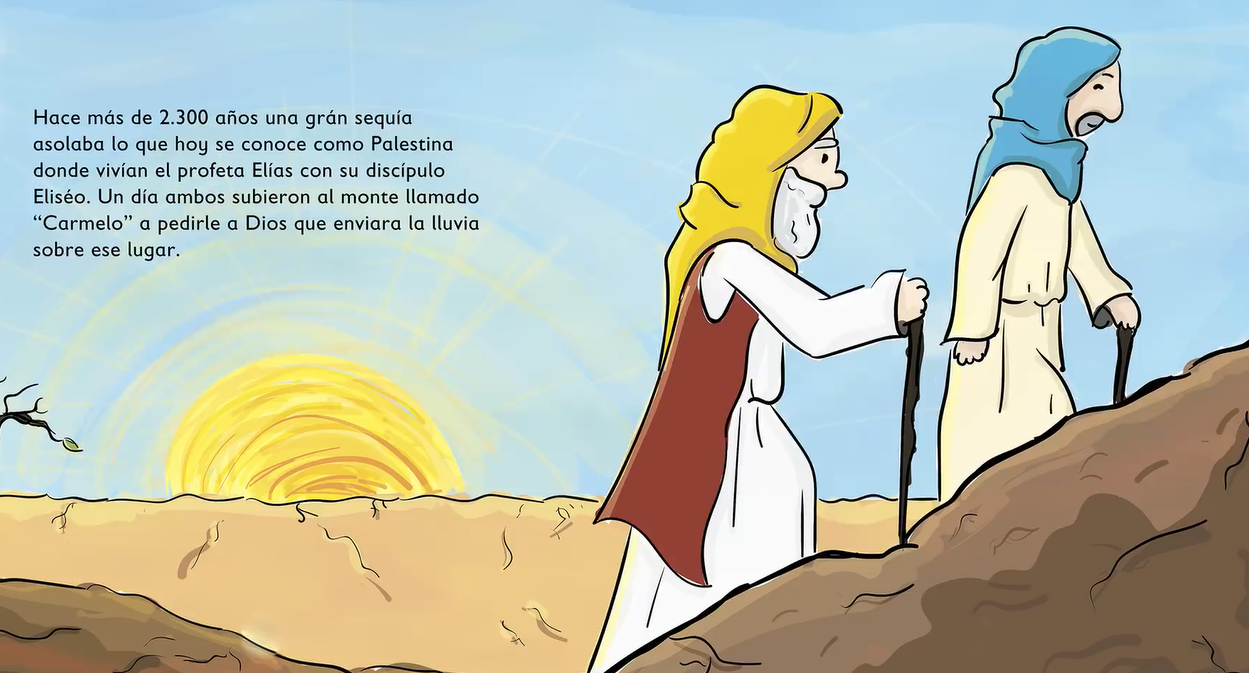 Hace más de 2.300 años una grán sequía
asolaba lo que hoy se conoce como Palestina
donde vivían el profeta Elías con su discípulo
Eliséo. Un día ambos subieron al monte llamado
“Carmelo” a pedirle a Dios que enviara la lluvia
sobre ese lugar.